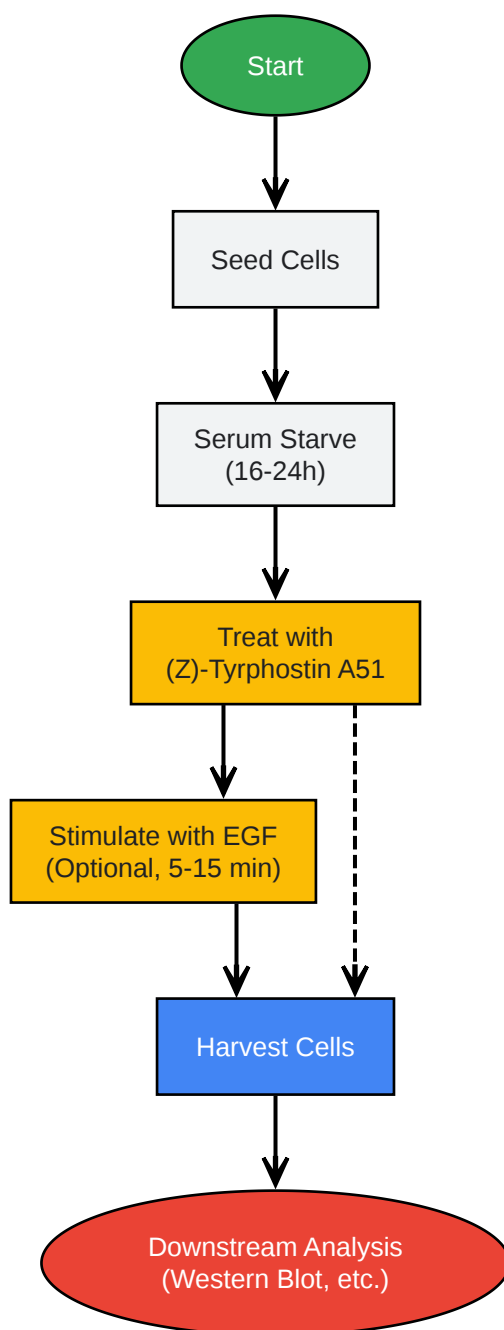 Start
Seed Cells
Serum Starve
(16-24h)
Treat with
(Z)-Tyrphostin A51
Stimulate with EGF
(Optional, 5-15 min)
Harvest Cells
Downstream Analysis
(Western Blot, etc.)